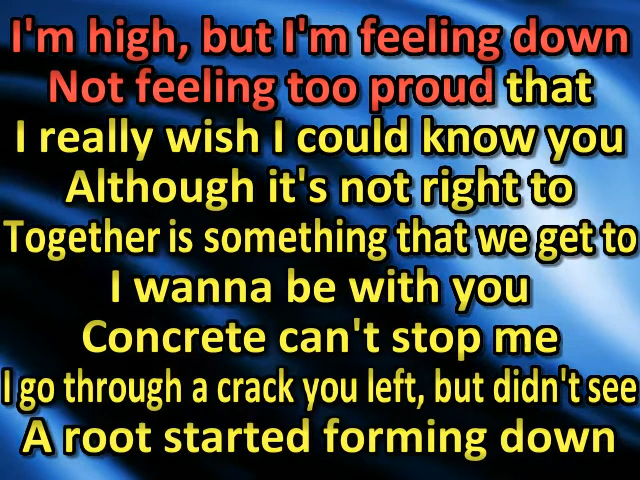 I'm high, but I'm feeling down
Not feeling too proud that
I really wish I could know you
Although it's not right to
Together is something that we get to
I wanna be with you
Concrete can't stop me
I go through a crack you left, but didn't see
A root started forming down